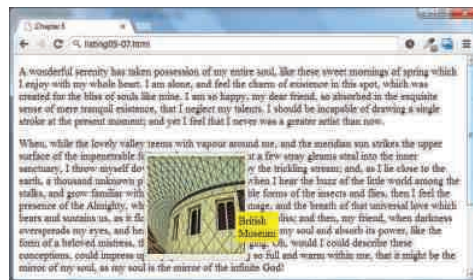 Chapter 6
listing05-07.html
A wonderful serenity has taken possession of my entire soul, like these sweet mornings of spring which
I enjoy with my whole heart. I am alone, and feel the charm of existence in this spot, which was
created for the bliss of souls like mine. I am so happy, my dear friend, so absorbed in the exquisite
sense of mere tranquil existence, that I neglect my talents. I should be incapable of drawing a single
stroke at the present moment; and yet I feel that I never was a greater artist than now.
When, while the lovely valley teems with vapour around me, and the meridian sun strikes the upper
surface of the impenetrable f t a few stray gleams steal into the inner
sanctuary, I throw myself do by the trickling stream; and, as I lie close to the
earth, a thousand unknown p when I hear the buzz of the little world among the
stalks, and grow familiar with like forms of the insects and flies, then I feel the
presence of the Almighty, wh mage, and the breath of that universal love which
bears and sustains us, as it flo British bliss; and then, my friend, when darkness
overspreads my eyes, and he Museum my soul and absorb its power, like the
form of a beloved mistress, t ging. Oh, would I could describe these
conceptions, could impress up g so full and warm within me, that it might be the
mirror of my soul, as my soul is the mirror of the infinite God!